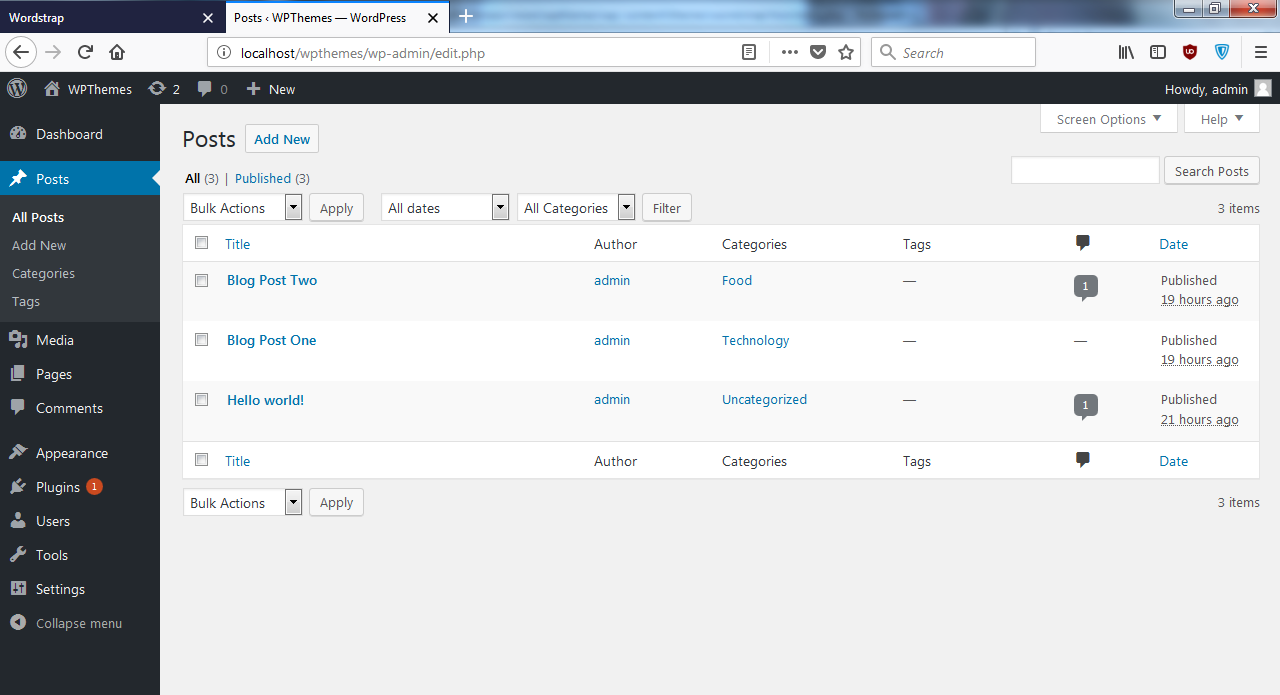 Wordstrap
Posts ‹ WPThemes — WordPress
localhost/wpthemes/wp-admin/edit.php
Search
WPThemes 2 0 New
Howdy, admin
Dashboard
Posts
All Posts
Add New
Categories
Tags
Media
Pages
Comments
Appearance
Plugins 1
Users
Tools
Settings
Collapse menu
Screen Options Help
Posts Add New
All (3) | Published (3)
Search Posts
Bulk Actions Apply All dates All Categories Filter 3 items
Title Author Categories Tags Date
Blog Post Two admin Food — 1 Published
19 hours ago
Blog Post One admin Technology — — Published
19 hours ago
Hello world! admin Uncategorized — 1 Published
21 hours ago
Title Author Categories Tags Date
Bulk Actions Apply 3 items